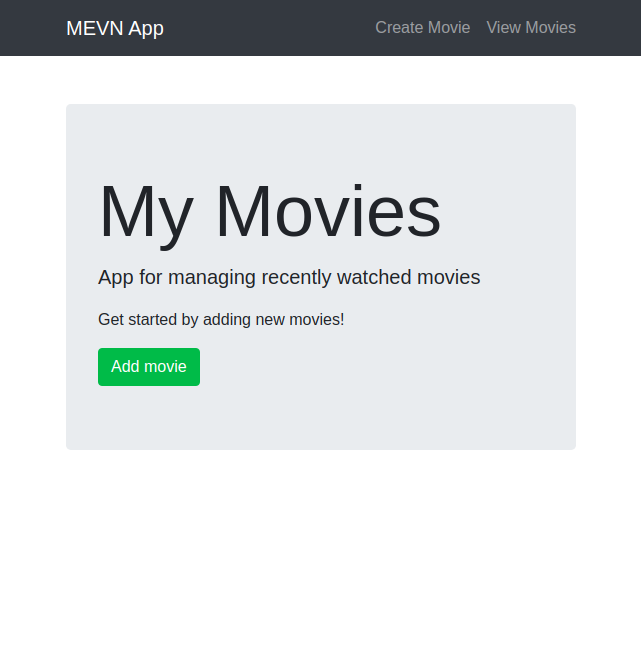 MEVN App Create Movie View Movies
My Movies
App for managing recently watched movies
Get started by adding new movies!
Add movie